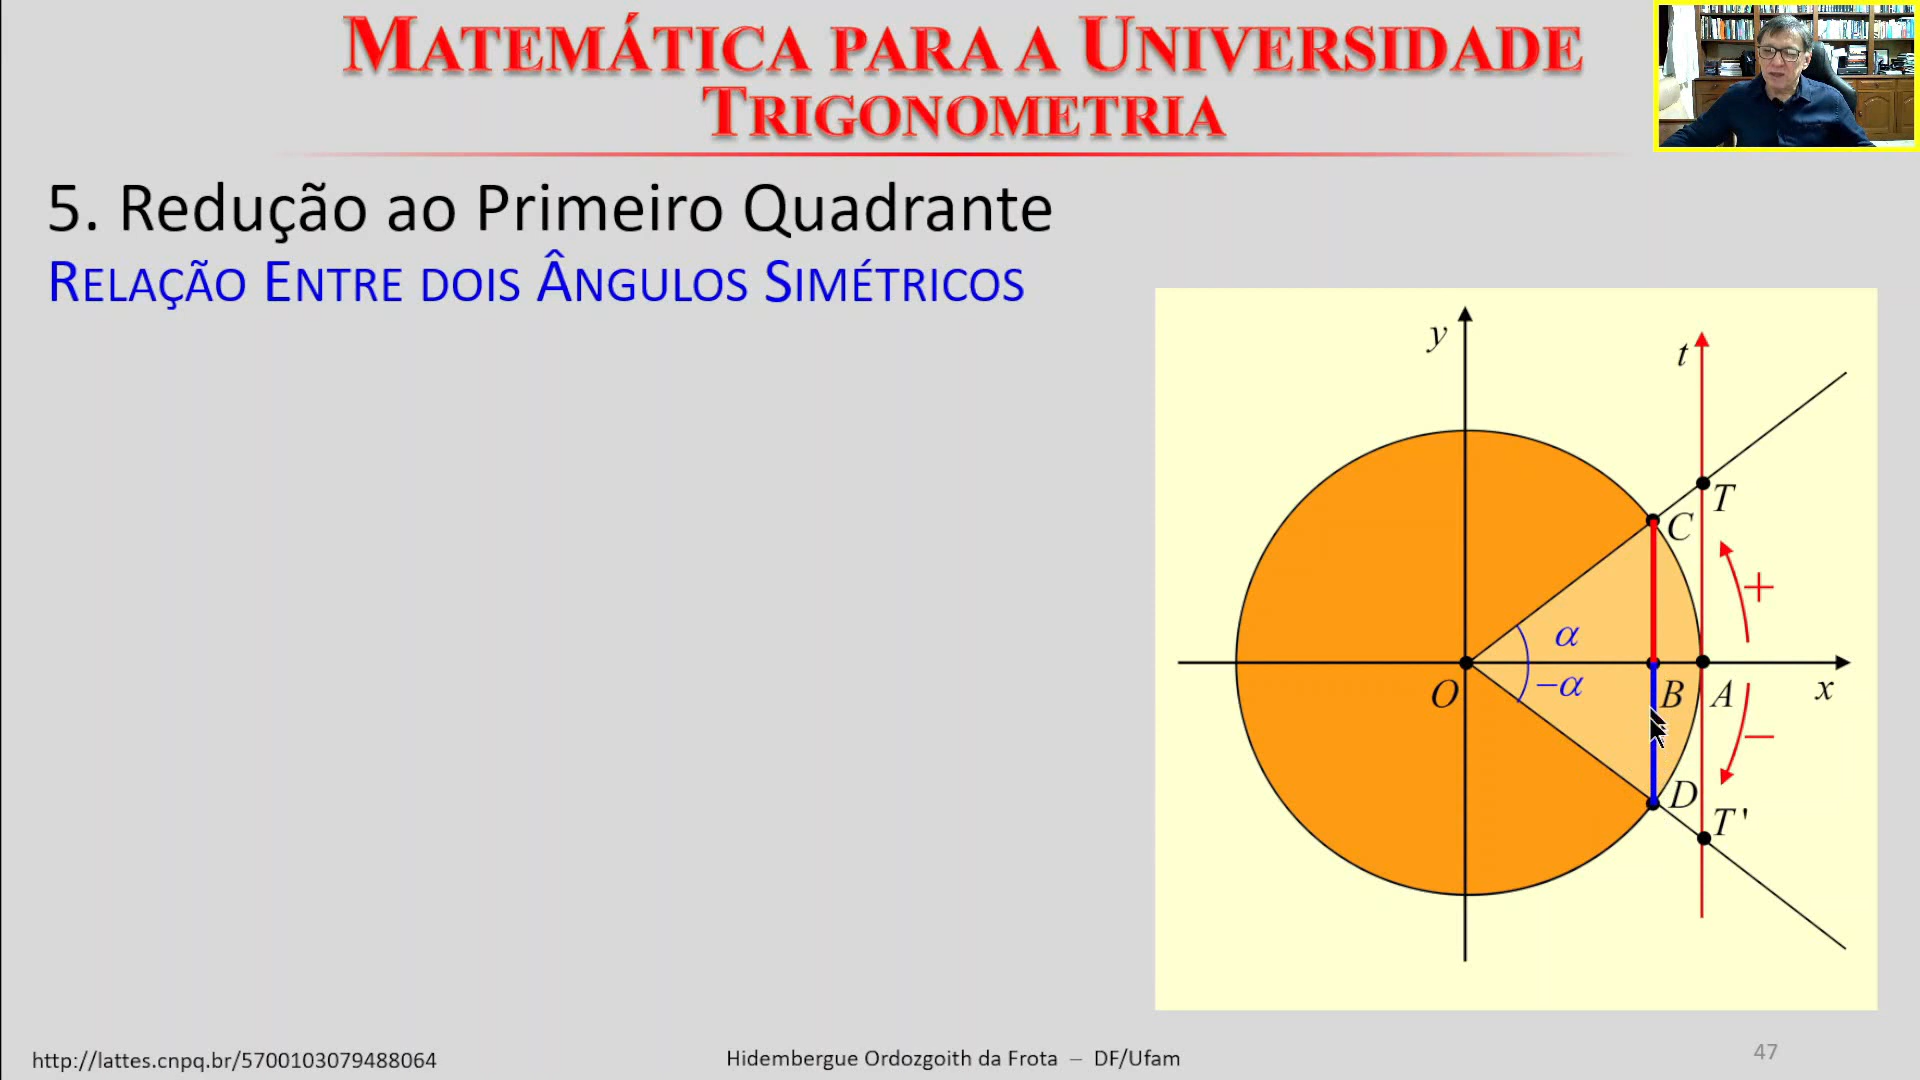 MATEMÁTICA PARA A UNIVERSIDADE
TRIGONOMETRIA
5. Redução ao Primeiro Quadrante
RELAÇÃO ENTRE DOIS ÂNGULOS SIMÉTRICOS
y
t
T
C
+
α
O
−α
B
A
x
−
D
T'
http://lattes.cnpq.br/5700103079488064
Hidembergue Ordozgoith da Frota – DF/Ufam
47